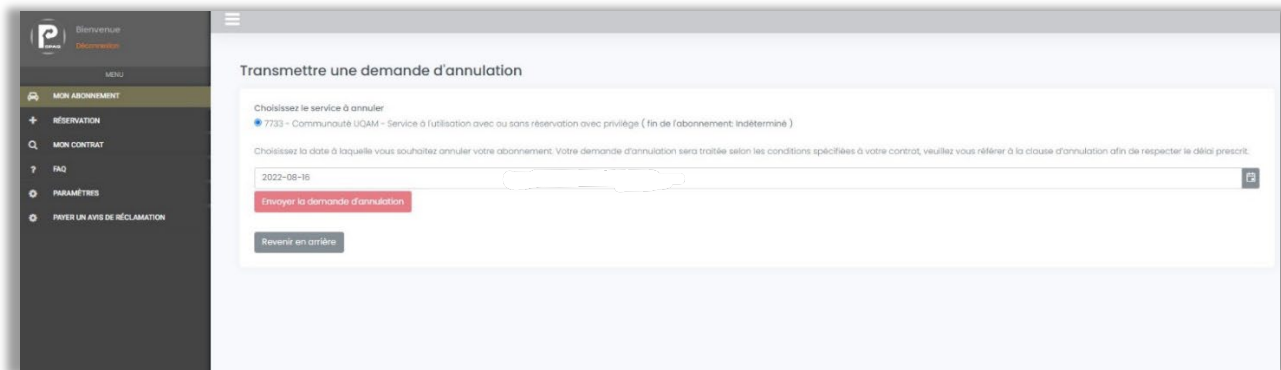 Bienvenue
Déconnexion
MENU
MON ABONNEMENT
RÉSERVATION
MON CONTRAT
FAQ
PARAMÈTRES
PAYER UN AVIS DE RÉCLAMATION
Transmettre une demande d'annulation
Choisissez le service à annuler
7733 - Communauté UQAM - Service à l'utilisation avec ou sans réservation avec privilège ( fin de l'abonnement: Indéterminé )
Choisissez la date à laquelle vous souhaitez annuler votre abonnement. Votre demande d'annulation sera traitée selon les conditions spécifiées à votre contrat, veuillez vous référer à la clause d'annulation afin de respecter le délai prescrit.
2022-08-16
Envoyer la demande d'annulation
Revenir en arrière